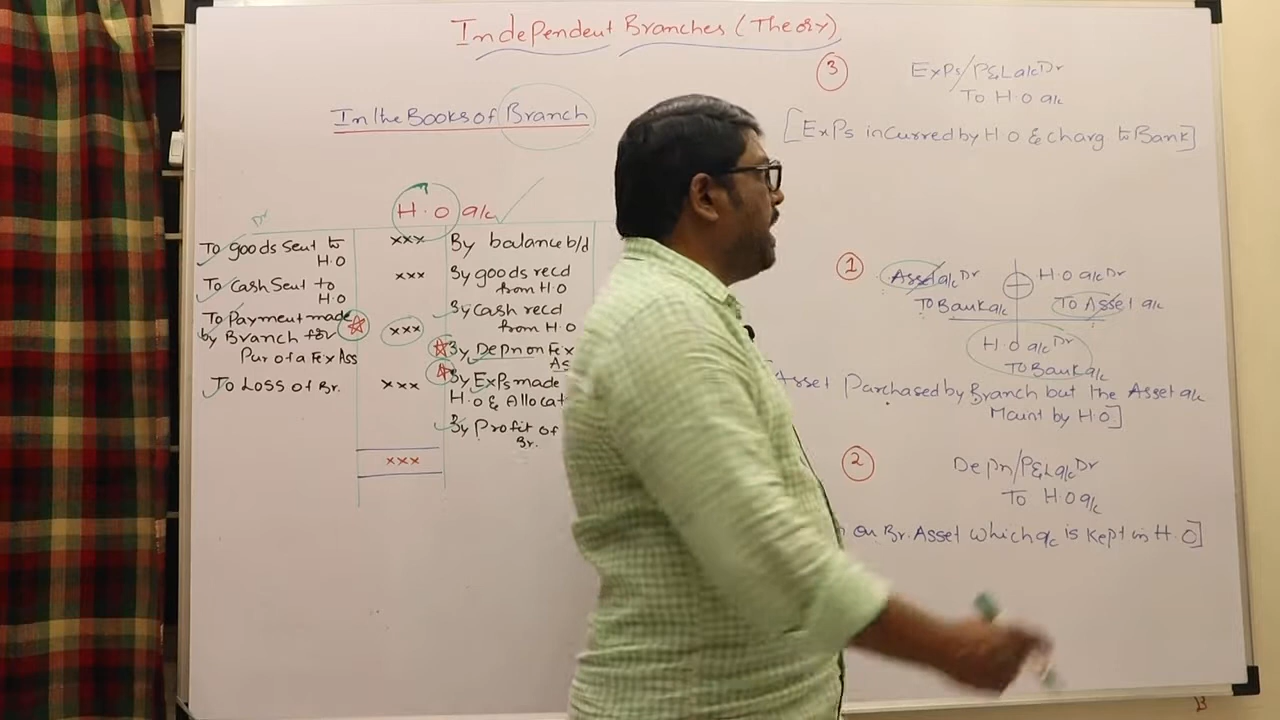 Independent Branches (Theory)
In the Books of Branch
H.O a/c
Dr
To goods sent to
H.O
xxx
To Cash Sent to
H.O
xxx
To Payment made
by Branch for
Pur of a Fix Ass
xxx
To Loss of Br.
xxx
xxx
By balance b/d
By goods recd
from H.O
By Cash recd
from H.O
By Depn on Fix
As
By Exps made
H.O & Allocat
By Profit of
Br.
3
Exps/P&L a/c Dr
To H.O a/c
[Exps incurred by H.O & charg to Bank]
1
Asset a/c Dr
To Bank a/c
H.O a/c Dr
To Asset a/c
H.O a/c Dr
To Bank a/c
Asset Purchased by Branch but the Asset a/c
Maint by H.O]
2
Depn/P&L a/c Dr
To H.O a/c
on Br. Asset which a/c is kept in H.O]